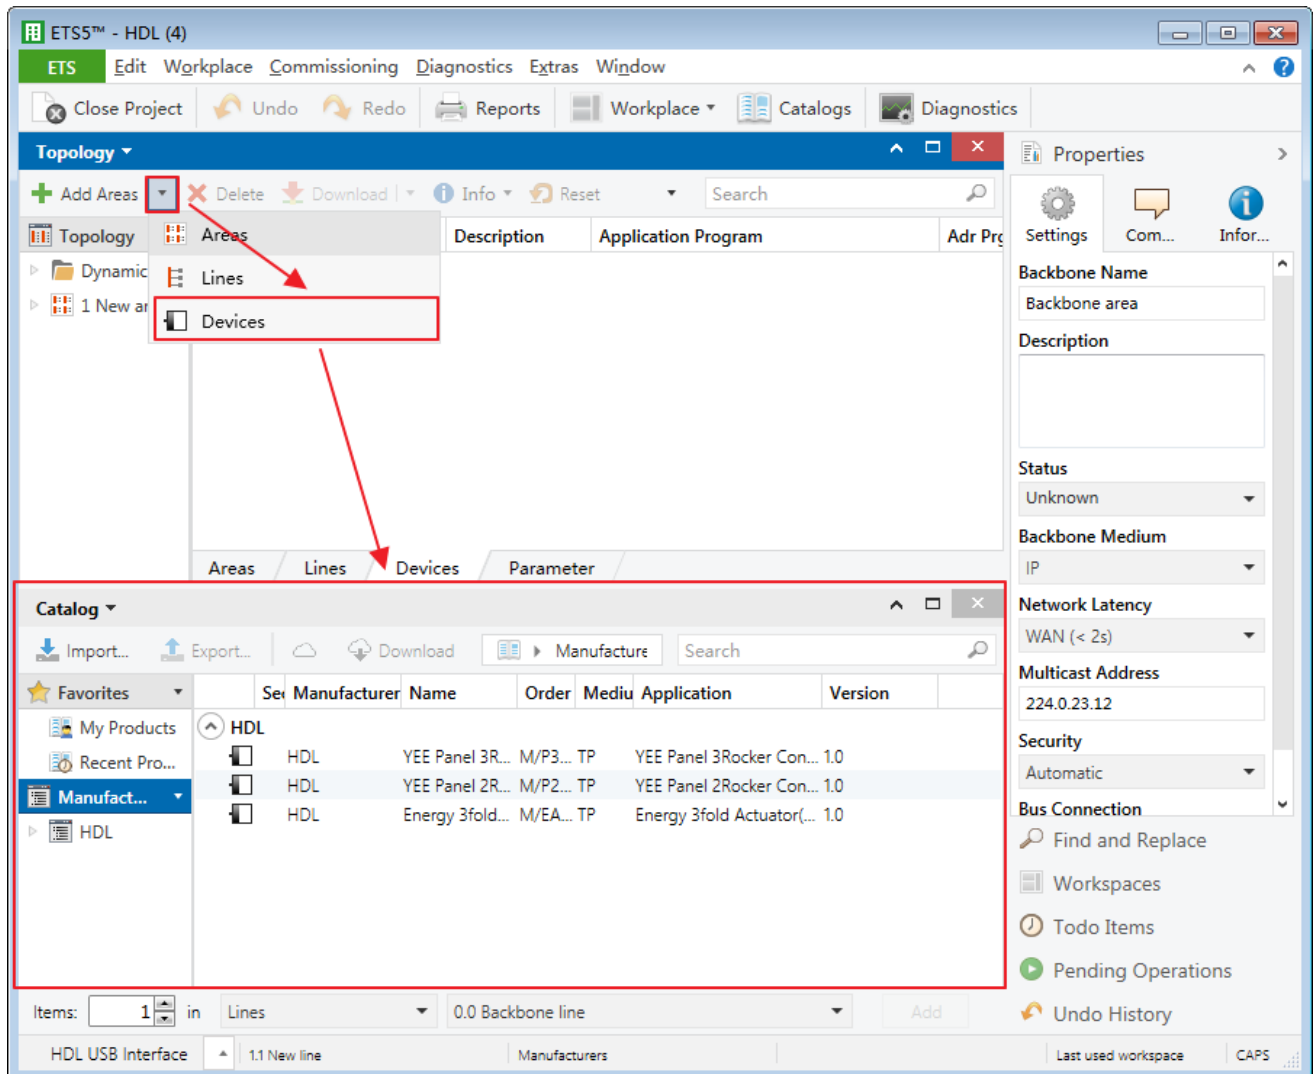 ETS5™ - HDL (4)
ETS Edit Workplace Commissioning Diagnostics Extras Window
Close Project Undo Redo Reports Workplace Catalogs Diagnostics
Topology
Properties
Add Areas Delete Download Info Reset Search
Settings Com... Infor...
Topology Areas Description Application Program Adr Prg
Dynamic
Lines
1 New ar
Devices
Backbone Name
Backbone area
Description
Status
Unknown
Backbone Medium
IP
Network Latency
WAN (< 2s)
Multicast Address
224.0.23.12
Security
Automatic
Bus Connection
Areas Lines Devices Parameter
Catalog
Import... Export... Download Manufacture Search
Favorites Sec Manufacturer Name Order Mediu Application Version
My Products
Recent Pro...
Manufact...
HDL
HDL
HDL YEE Panel 3R... M/P3... TP YEE Panel 3Rocker Con... 1.0
HDL YEE Panel 2R... M/P2... TP YEE Panel 2Rocker Con... 1.0
HDL Energy 3fold... M/EA... TP Energy 3fold Actuator(... 1.0
Find and Replace
Workspaces
Todo Items
Pending Operations
Undo History
Items: 1 in Lines 0.0 Backbone line Add
HDL USB Interface 1.1 New line Manufacturers Last used workspace CAPS